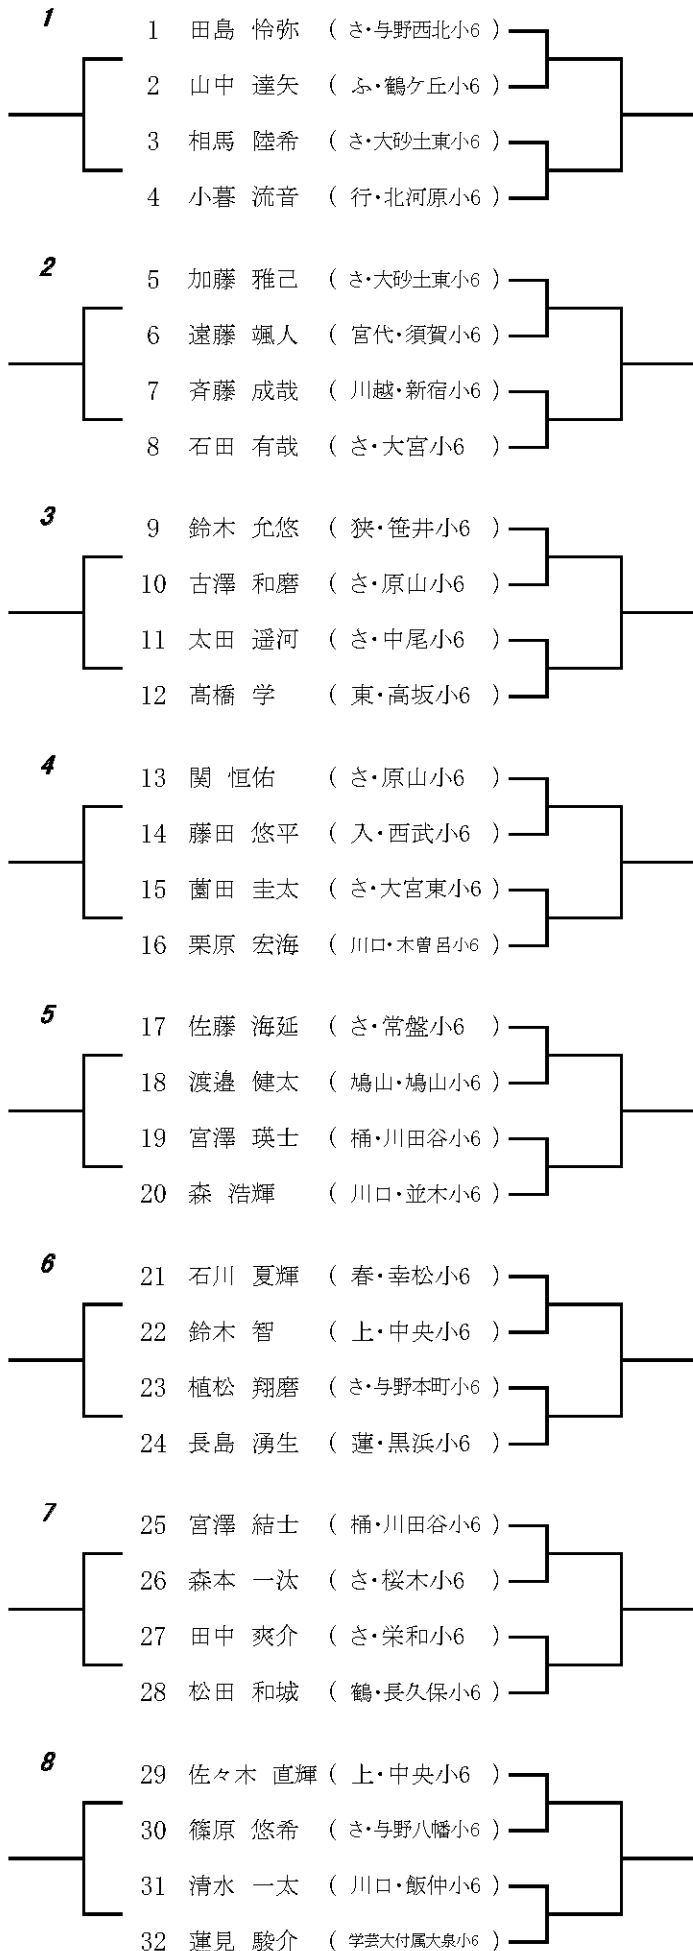 1
1 田島 怜弥 ( さ・与野西北小6 )
2 山中 達矢 ( ふ・鶴ケ丘小6 )
3 相馬 陸希 ( さ・大砂土東小6 )
4 小暮 流音 ( 行・北河原小6 )
2
5 加藤 雅己 ( さ・大砂土東小6 )
6 遠藤 颯人 ( 宮代・須賀小6 )
7 斉藤 成哉 ( 川越・新宿小6 )
8 石田 有哉 ( さ・大宮小6 )
3
9 鈴木 允悠 ( 狭・笹井小6 )
10 古澤 和磨 ( さ・原山小6 )
11 太田 遥河 ( さ・中尾小6 )
12 髙橋 学 ( 東・高坂小6 )
4
13 関 恒佑 ( さ・原山小6 )
14 藤田 悠平 ( 入・西武小6 )
15 薗田 圭太 ( さ・大宮東小6 )
16 栗原 宏海 ( 川口・木曽呂小6 )
5
17 佐藤 海延 ( さ・常盤小6 )
18 渡邉 健太 ( 鳩山・鳩山小6 )
19 宮澤 瑛士 ( 桶・川田谷小6 )
20 森 浩輝 ( 川口・並木小6 )
6
21 石川 夏輝 ( 春・幸松小6 )
22 鈴木 智 ( 上・中央小6 )
23 植松 翔磨 ( さ・与野本町小6 )
24 長島 湧生 ( 蓮・黒浜小6 )
7
25 宮澤 結士 ( 桶・川田谷小6 )
26 森本 一汰 ( さ・桜木小6 )
27 田中 爽介 ( さ・栄和小6 )
28 松田 和城 ( 鶴・長久保小6 )
8
29 佐々木 直輝 ( 上・中央小6 )
30 篠原 悠希 ( さ・与野八幡小6 )
31 清水 一太 ( 川口・飯仲小6 )
32 蓮見 駿介 ( 学芸大付属大泉小6 )